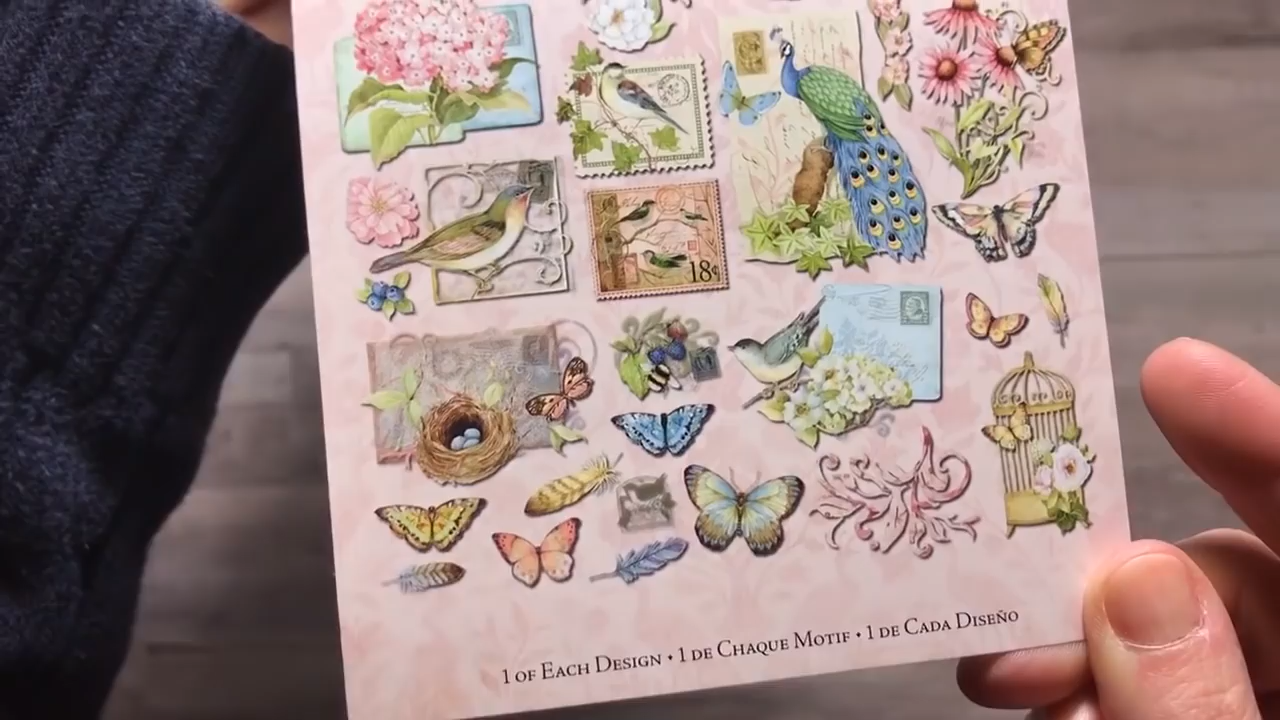 18¢
1 OF EACH DESIGN • 1 DE CHAQUE MOTIF • 1 DE CADA DISEÑO